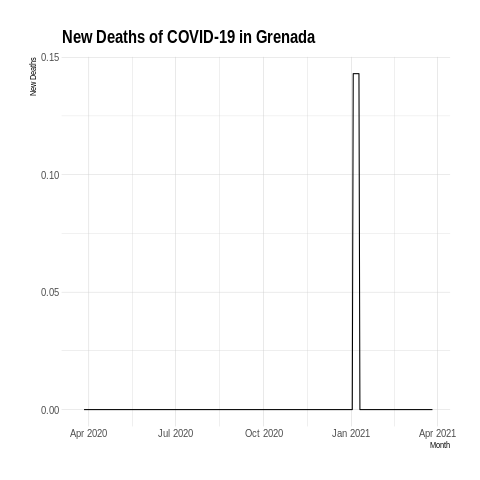 New Deaths of COVID-19 in Grenada
New Deaths
0.15
0.10
0.05
0.00
Apr 2020 Jul 2020 Oct 2020 Jan 2021 Apr 2021
Month